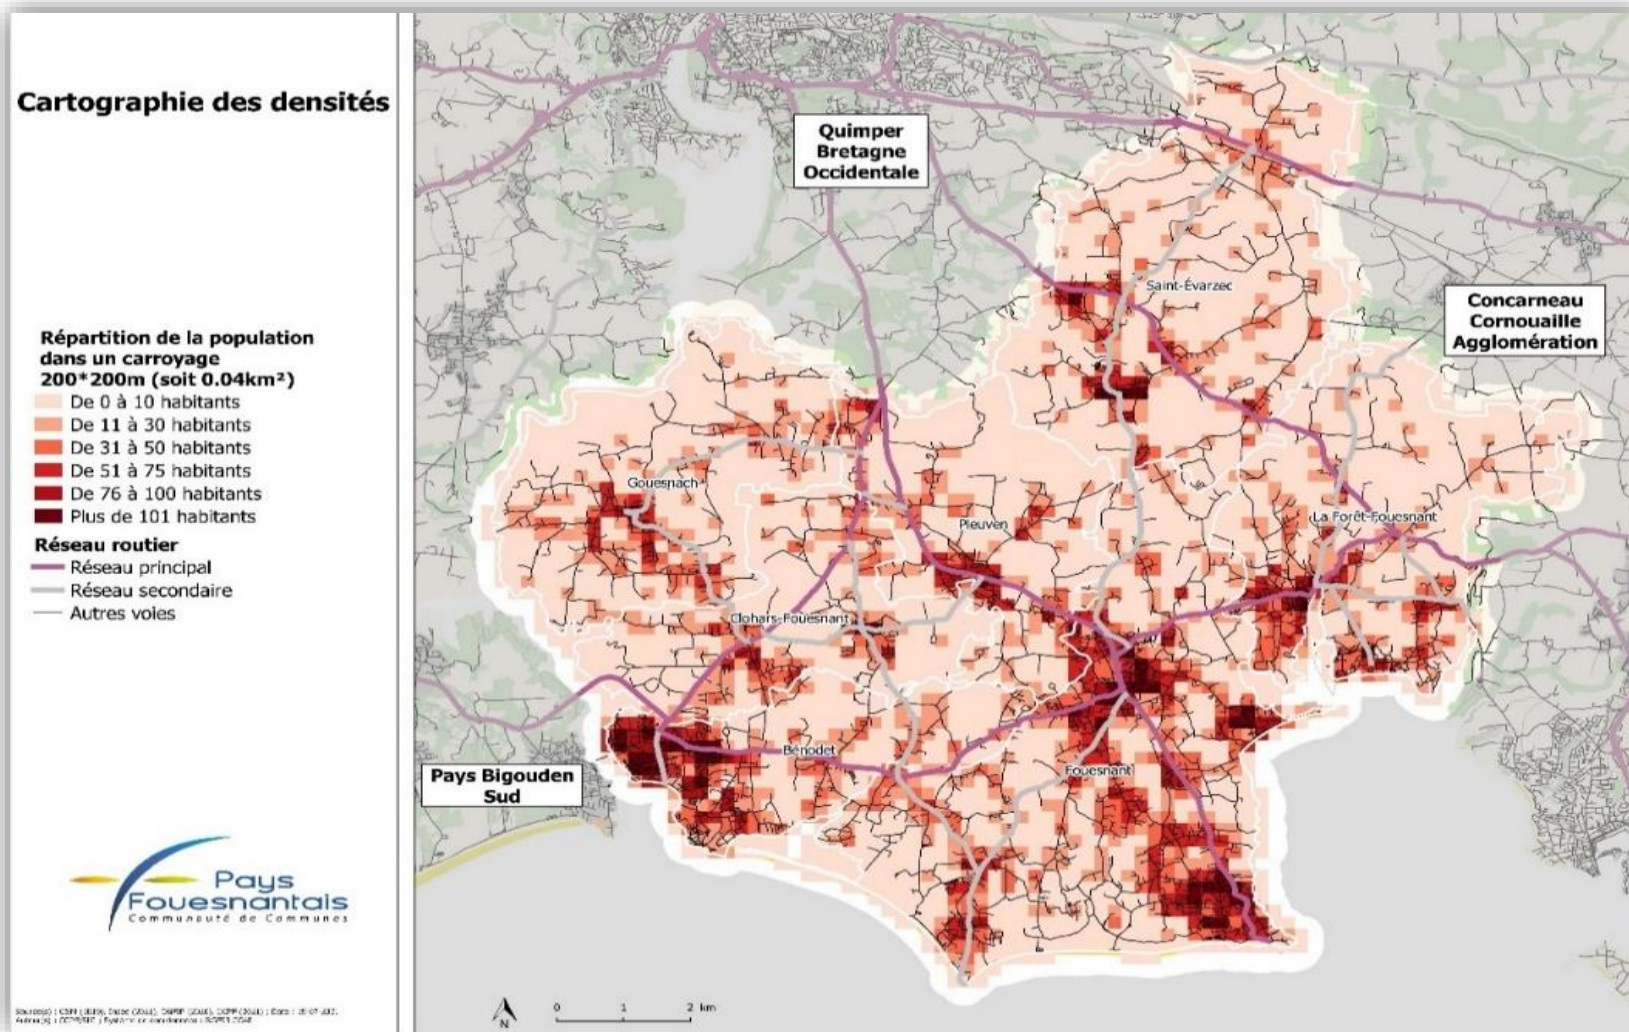 Cartographie des densités
Répartition de la population
dans un carroyage
200*200m (soit 0.04km²)
De 0 à 10 habitants
De 11 à 30 habitants
De 31 à 50 habitants
De 51 à 75 habitants
De 76 à 100 habitants
Plus de 101 habitants
Réseau routier
Réseau principal
Réseau secondaire
Autres voies
Pays
Fouesnantais
Communauté de Communes
Quimper
Bretagne
Occidentale
Saint-Évarzec
Concarneau
Cornouaille
Agglomération
Gouesnach
Pleuven
La Forêt-Fouesnant
Clohars-Fouesnant
Bénodet
Fouesnant
Pays Bigouden
Sud
N
0 1 2 km